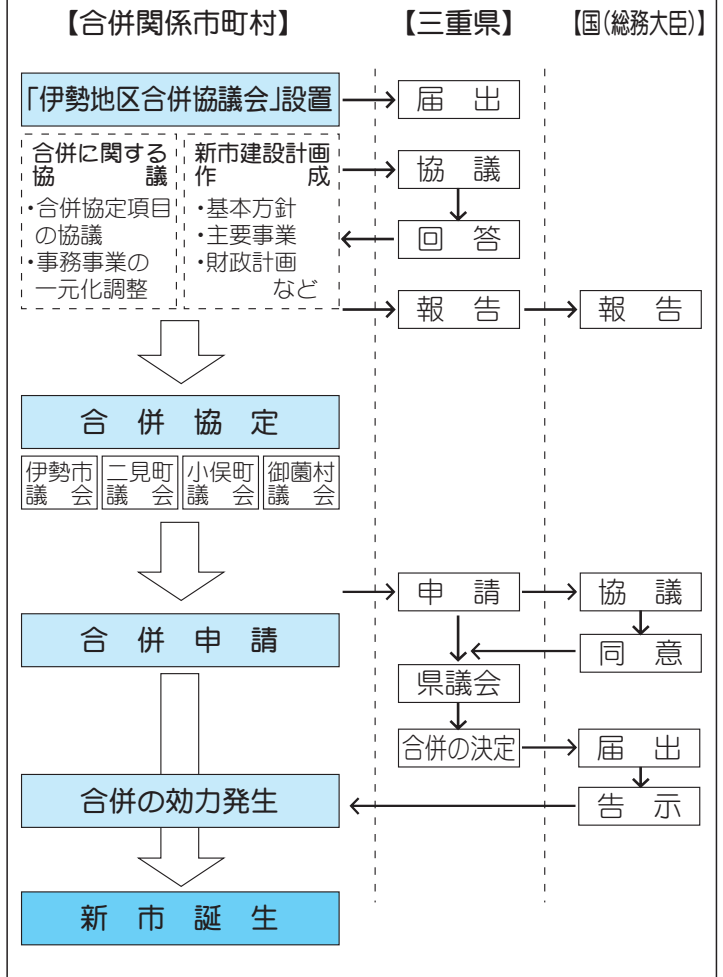 【合併関係市町村】
【三重県】
【国(総務大臣)】
「伊勢地区合併協議会」設置
届出
合併に関する
協議
・合併協定項目
の協議
・事務事業の
一元化調整
新市建設計画
作成
・基本方針
・主要事業
・財政計画
など
協議
回答
報告
報告
合併協定
伊勢市
議会
二見町
議会
小俣町
議会
御薗村
議会
合併申請
申請
協議
同意
県議会
合併の決定
届出
告示
合併の効力発生
新市誕生